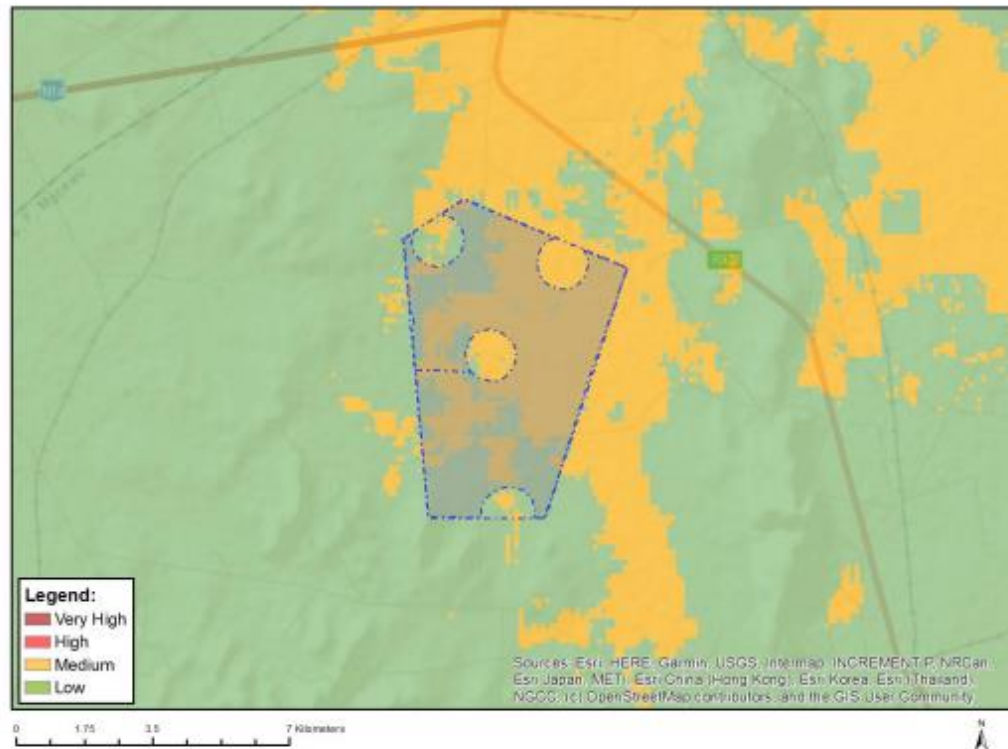 N14
Legend:
Very High
High
Medium
Low
Sources: Esri, HERE, Garmin, USGS, Intermap, INCREMENT P, NRCan,
Esri Japan, METI, Esri China (Hong Kong), Esri Korea, Esri (Thailand),
NGCC, (c) OpenStreetMap contributors, and the GIS User Community
0 1.75 3.5 7 Kilometers
N